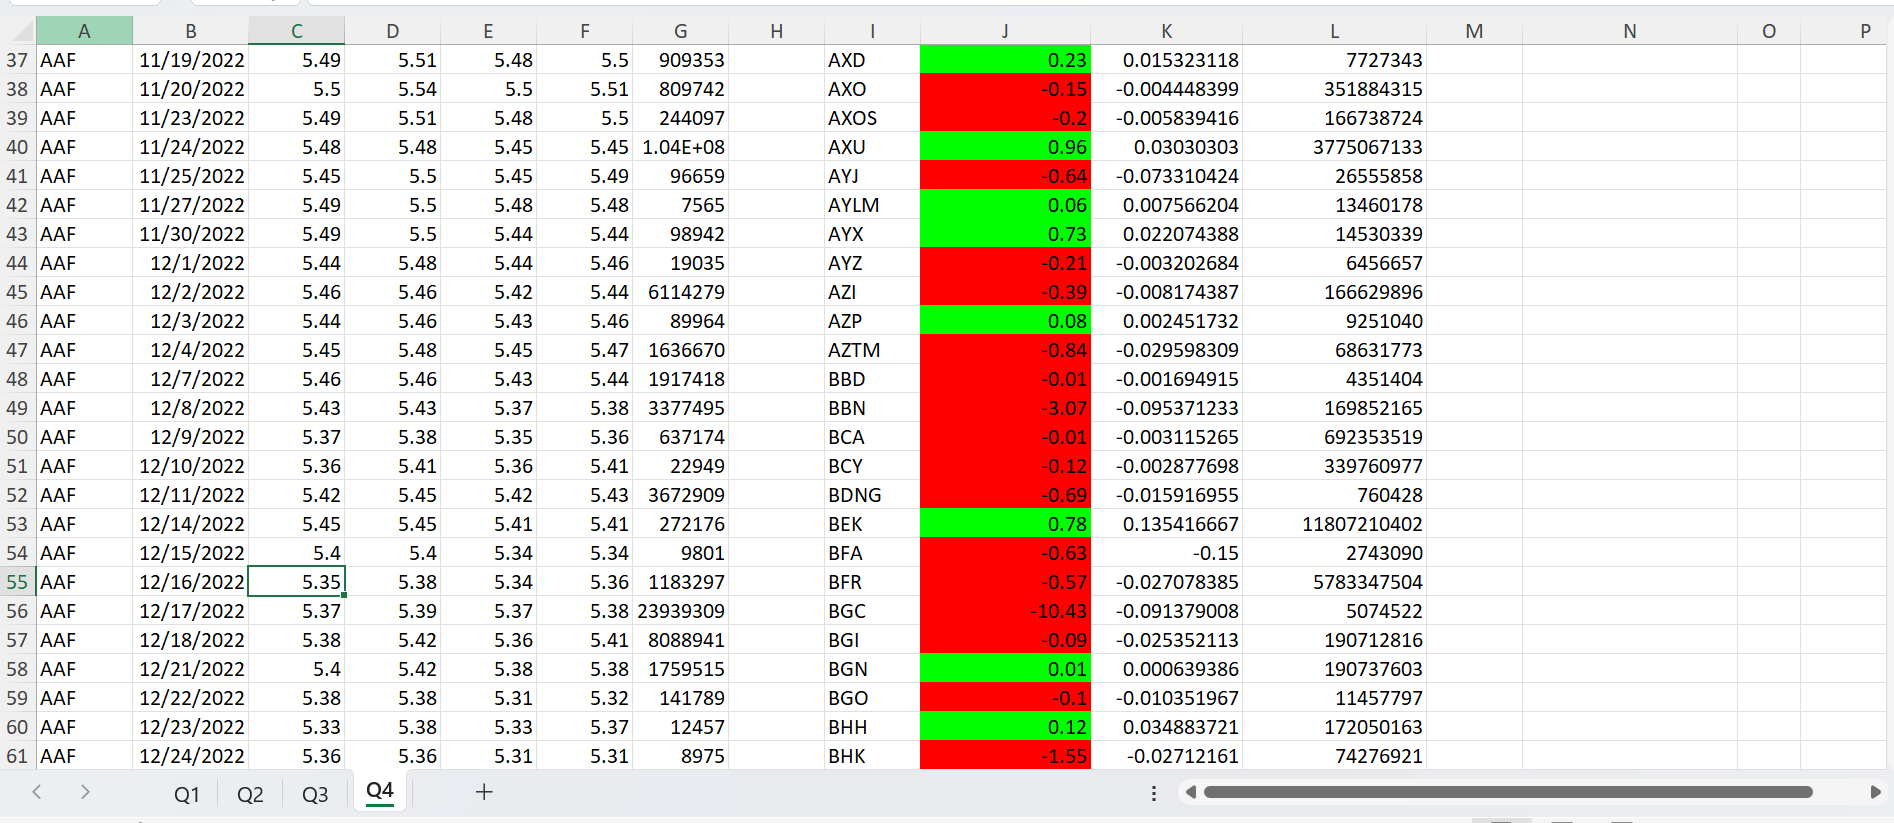 A B C D E F G H I J K L M N O P
37 AAF 11/19/2022 5.49 5.51 5.48 5.5 909353 AXD 0.23 0.015323118 7727343
38 AAF 11/20/2022 5.5 5.54 5.5 5.51 809742 AXO -0.15 -0.004448399 351884315
39 AAF 11/23/2022 5.49 5.51 5.48 5.5 244097 AXOS -0.2 -0.005839416 166738724
40 AAF 11/24/2022 5.48 5.48 5.45 5.45 1.04E+08 AXU 0.96 0.03030303 3775067133
41 AAF 11/25/2022 5.45 5.5 5.45 5.49 96659 AYJ -0.64 -0.073310424 26555858
42 AAF 11/27/2022 5.49 5.5 5.48 5.48 7565 AYLM 0.06 0.007566204 13460178
43 AAF 11/30/2022 5.49 5.5 5.44 5.44 98942 AYX 0.73 0.022074388 14530339
44 AAF 12/1/2022 5.44 5.48 5.44 5.46 19035 AYZ -0.21 -0.003202684 6456657
45 AAF 12/2/2022 5.46 5.46 5.42 5.44 6114279 AZI -0.39 -0.008174387 166629896
46 AAF 12/3/2022 5.44 5.46 5.43 5.46 89964 AZP 0.08 0.002451732 9251040
47 AAF 12/4/2022 5.45 5.48 5.45 5.47 1636670 AZTM -0.84 -0.029598309 68631773
48 AAF 12/7/2022 5.46 5.46 5.43 5.44 1917418 BBD -0.01 -0.001694915 4351404
49 AAF 12/8/2022 5.43 5.43 5.37 5.38 3377495 BBN -3.07 -0.095371233 169852165
50 AAF 12/9/2022 5.37 5.38 5.35 5.36 637174 BCA -0.01 -0.003115265 692353519
51 AAF 12/10/2022 5.36 5.41 5.36 5.41 22949 BCY -0.12 -0.002877698 339760977
52 AAF 12/11/2022 5.42 5.45 5.42 5.43 3672909 BDNG -0.69 -0.015916955 760428
53 AAF 12/14/2022 5.45 5.45 5.41 5.41 272176 BEK 0.78 0.135416667 11807210402
54 AAF 12/15/2022 5.4 5.4 5.34 5.34 9801 BFA -0.63 -0.15 2743090
55 AAF 12/16/2022 5.35 5.38 5.34 5.36 1183297 BFR -0.57 -0.027078385 5783347504
56 AAF 12/17/2022 5.37 5.39 5.37 5.38 23939309 BGC -10.43 -0.091379008 5074522
57 AAF 12/18/2022 5.38 5.42 5.36 5.41 8088941 BGI -0.09 -0.025352113 190712816
58 AAF 12/21/2022 5.4 5.42 5.38 5.38 1759515 BGN 0.01 0.000639386 190737603
59 AAF 12/22/2022 5.38 5.38 5.31 5.32 141789 BGO -0.1 -0.010351967 11457797
60 AAF 12/23/2022 5.33 5.38 5.33 5.37 12457 BHH 0.12 0.034883721 172050163
61 AAF 12/24/2022 5.36 5.36 5.31 5.31 8975 BHK -1.55 -0.02712161 74276921
Q1 Q2 Q3 Q4